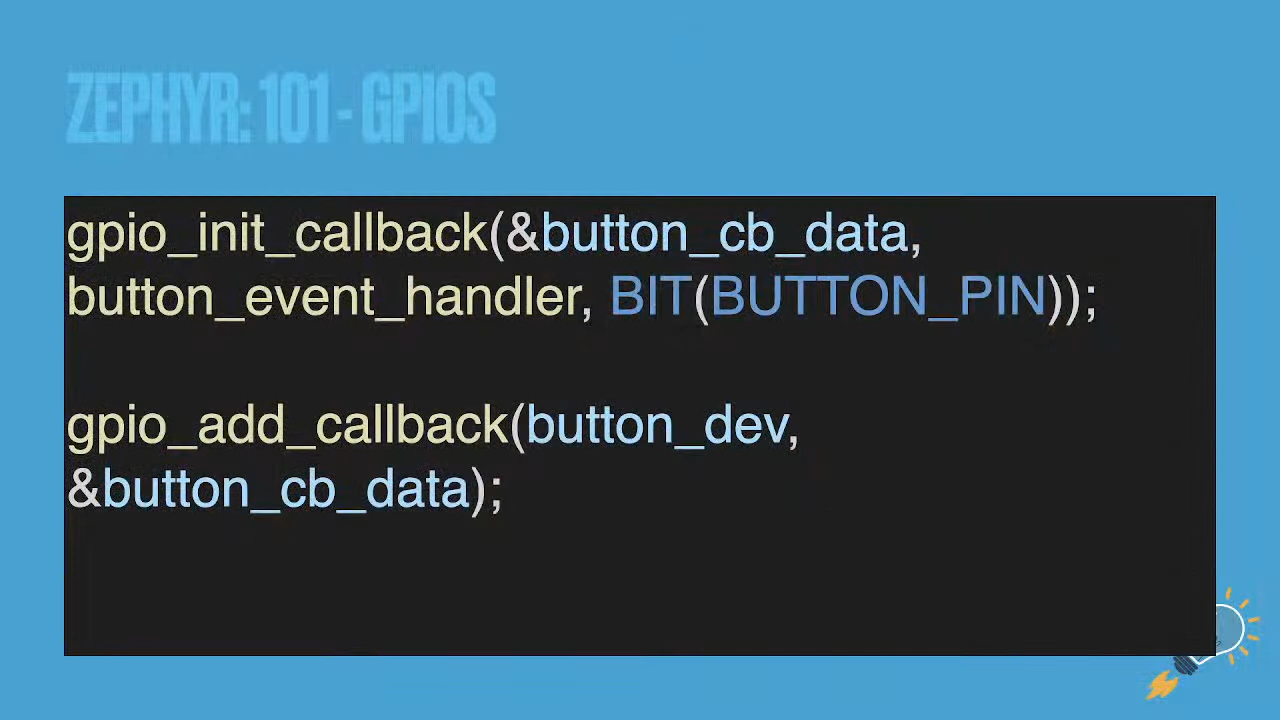 ZEPHYR: 101 - GPIOS
gpio_init_callback(&button_cb_data,
button_event_handler, BIT(BUTTON_PIN));
gpio_add_callback(button_dev,
&button_cb_data);